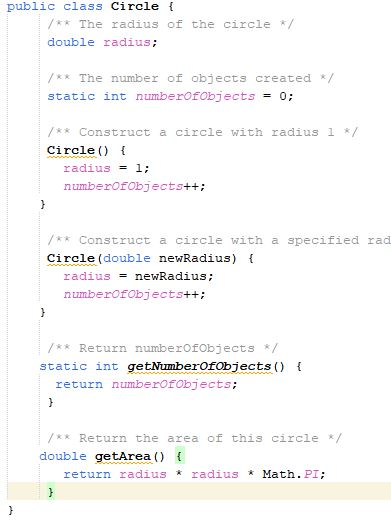 public class Circle {
/** The radius of the circle */
double radius;
/** The number of objects created */
static int numberOfObjects = 0;
/** Construct a circle with radius 1 */
Circle() {
radius = 1;
numberOfObjects++;
}
/** Construct a circle with a specified rad
Circle(double newRadius) {
radius = newRadius;
numberOfObjects++;
}
/** Return numberOfObjects */
static int getNumberOfObjects() {
return numberOfObjects;
}
/** Return the area of this circle */
double getArea() {
return radius * radius * Math.PI;
}
}